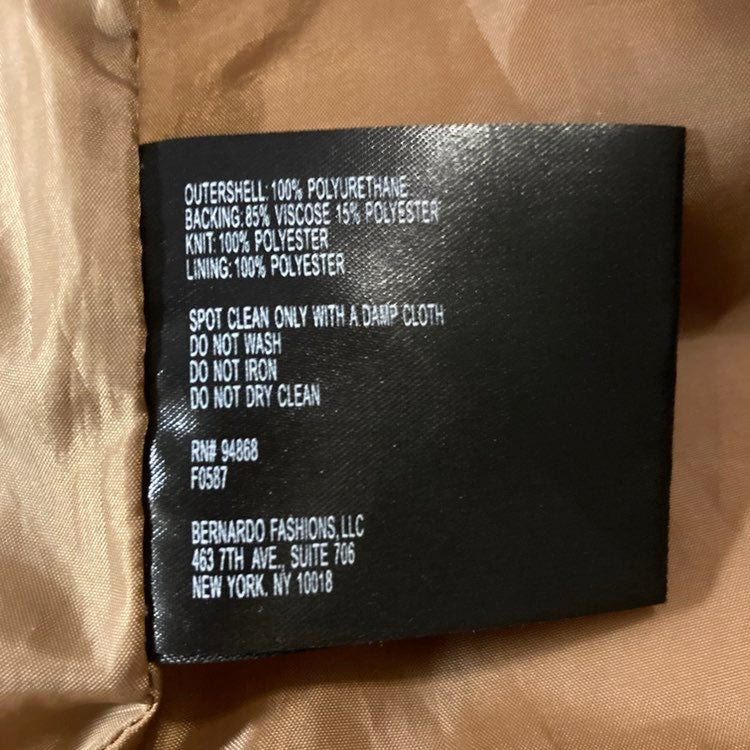 OUTERSHELL: 100% POLYURETHANE
BACKING: 85% VISCOSE 15% POLYESTER
KNIT: 100% POLYESTER
LINING: 100% POLYESTER
SPOT CLEAN ONLY WITH A DAMP CLOTH
DO NOT WASH
DO NOT IRON
DO NOT DRY CLEAN
RN# 94868
F0587
BERNARDO FASHIONS, LLC
463 7TH AVE., SUITE 706
NEW YORK, NY 10018